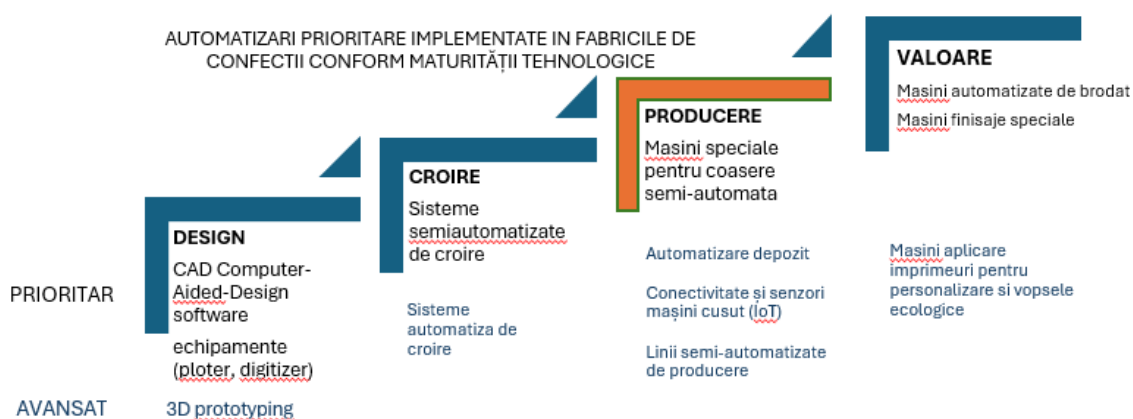 AUTOMATIZARI PRIORITARE IMPLEMENTATE IN FABRICILE DE
CONFECTII CONFORM MATURITĂȚII TEHNOLOGICE
PRIORITAR
AVANSAT
DESIGN
CAD Computer-
Aided-Design
software
echipamente
(ploter, digitizer)
3D prototyping
CROIRE
Sisteme
semiautomatizate
de croire
Sisteme
automatiza de
croire
PRODUCERE
Masini speciale
pentru coasere
semi-automata
Automatizare depozit
Conectivitate și senzori
mașini cusut (IoT)
Linii semi-automatizate
de producere
VALOARE
Masini automatizate de brodat
Masini finisaje speciale
Masini aplicare
imprimeuri pentru
personalizare si vopsele
ecologice